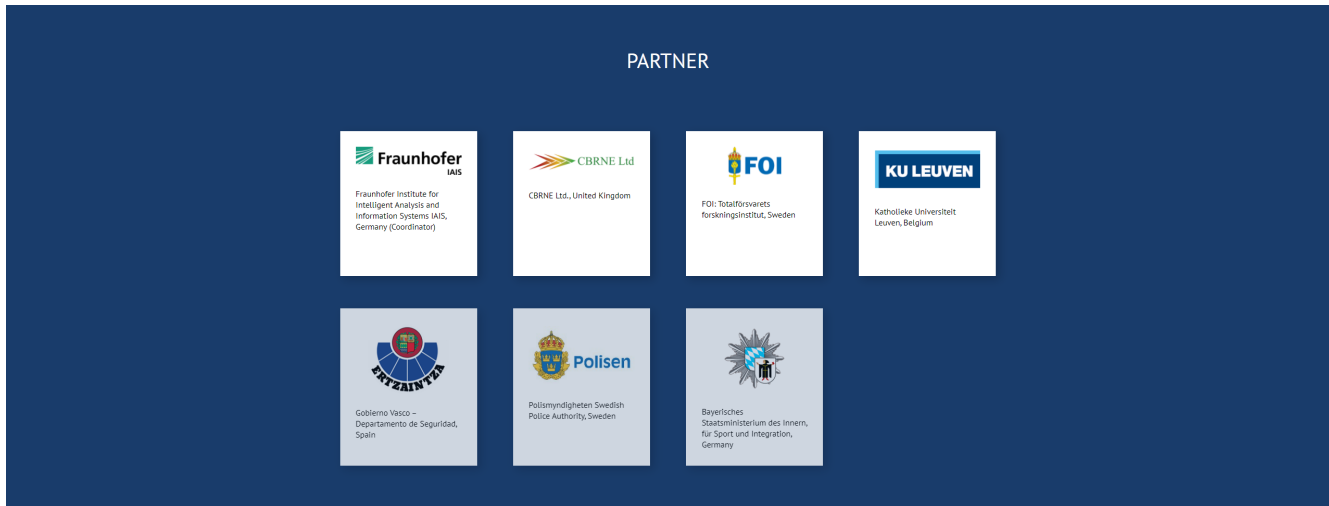 PARTNER
Fraunhofer
IAIS
Fraunhofer Institute for
Intelligent Analysis and
Information Systems IAIS,
Germany (Coordinator)
CBRNE Ltd
CBRNE Ltd., United Kingdom
FOI
FOI: Totalförsvarets
forskningsinstitut, Sweden
KU LEUVEN
Katholieke Universiteit
Leuven, Belgium
ERTZAINTZA
Gobierno Vasco –
Departamento de Seguridad,
Spain
Polisen
Polismyndigheten Swedish
Police Authority, Sweden
Bayerisches
Staatsministerium des Innern,
für Sport und Integration,
Germany